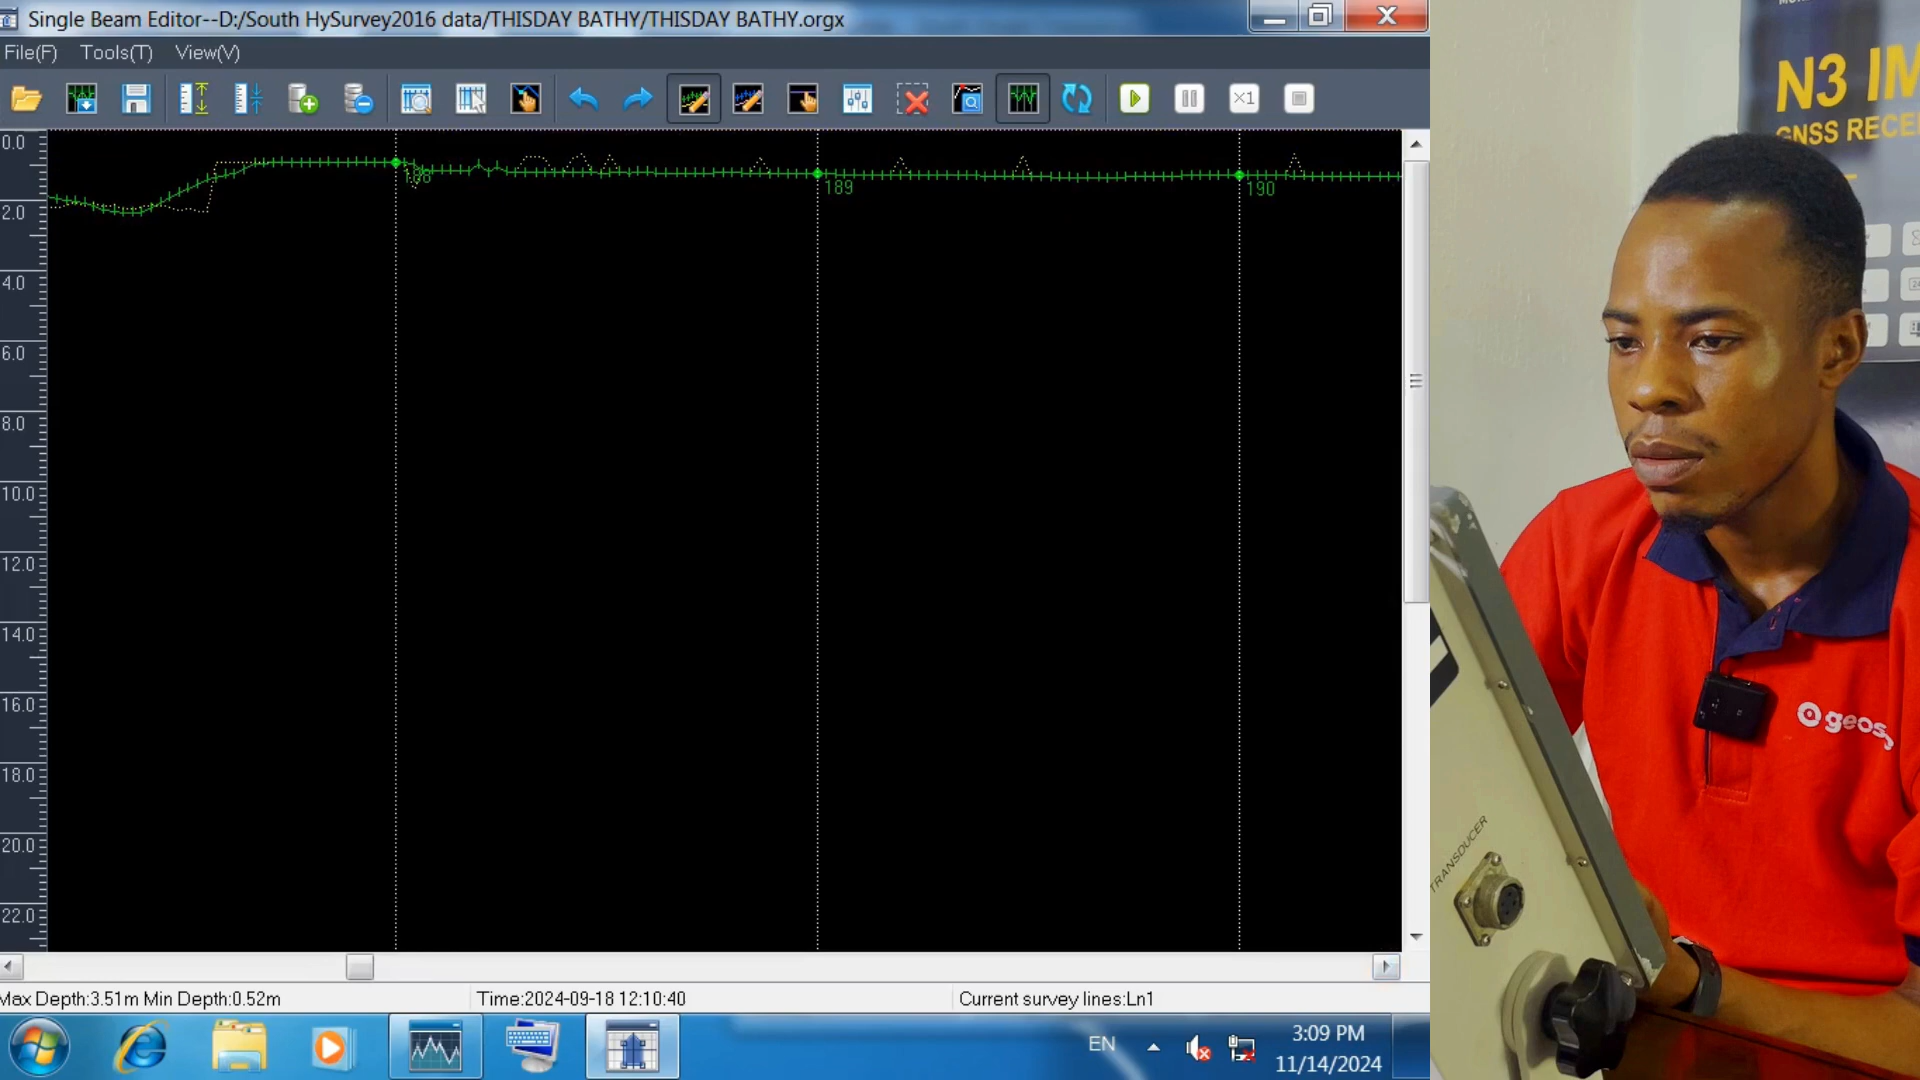 Single Beam Editor--D:/South HySurvey2016 data/THISDAY BATHY/THISDAY BATHY.orgx
File(F) Tools(T) View(V)
×1
0.0
2.0
4.0
6.0
8.0
10.0
12.0
14.0
16.0
18.0
20.0
22.0
188
189
190
Max Depth:3.51m Min Depth:0.52m
Time:2024-09-18 12:10:40
Current survey lines:Ln1
EN
3:09 PM
11/14/2024
N3 IM
GNSS RECE
geos
TRANSDUCER